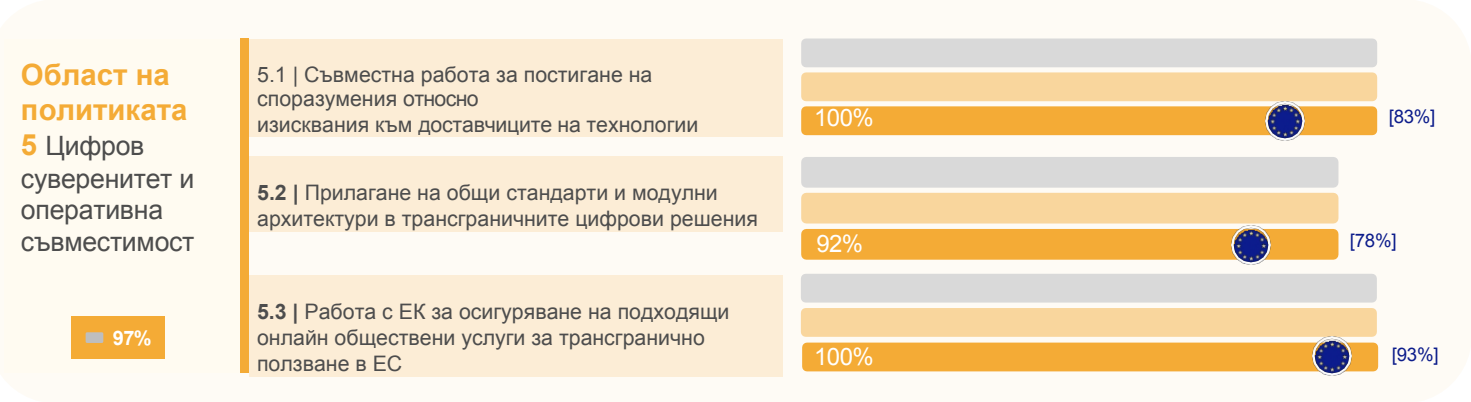 Област на
политиката
5 Цифров
суверенитет и
оперативна
съвместимост
97%
5.1 | Съвместна работа за постигане на
споразумения относно
изисквания към доставчиците на технологии
100%
[83%]
5.2 | Прилагане на общи стандарти и модулни
архитектури в трансграничните цифрови решения
92%
[78%]
5.3 | Работа с ЕК за осигуряване на подходящи
онлайн обществени услуги за трансгранично
ползване в ЕС
100%
[93%]